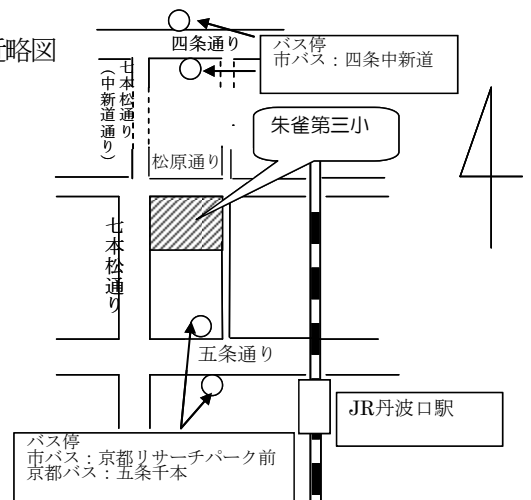 近略図
四条通り
バス停
市バス：四条中新道
七本松通り
（中新道通り）
朱雀第三小
松原通り
七本松通り
五条通り
JR丹波口駅
バス停
市バス：京都リサーチパーク前
京都バス：五条千本